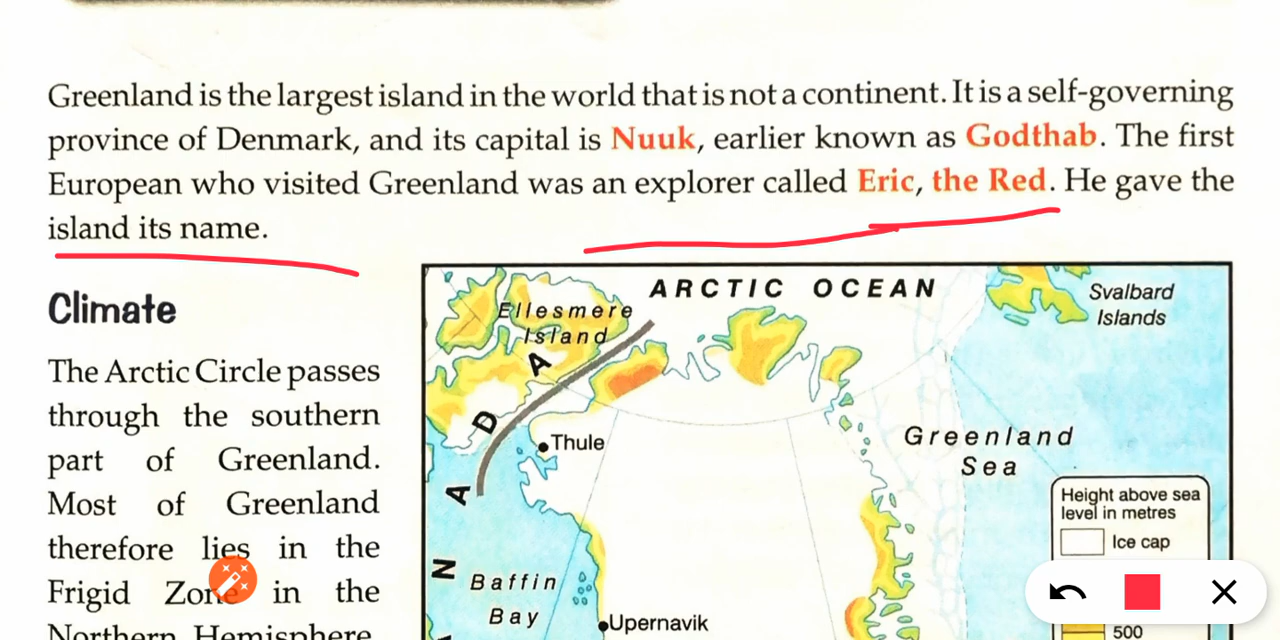 Greenland is the largest island in the world that is not a continent. It is a self-governing
province of Denmark, and its capital is Nuuk, earlier known as Godthab. The first
European who visited Greenland was an explorer called Eric, the Red. He gave the
island its name.
Climate
The Arctic Circle passes
through the southern
part of Greenland.
Most of Greenland
therefore lies in the
Frigid Zone in the
Northern Hemisphere.
ARCTIC OCEAN
Svalbard
Islands
Ellesmere
Island
N A D A
Thule
Greenland
Sea
Height above sea
level in metres
Ice cap
Baffin
Bay
Upernavik
500